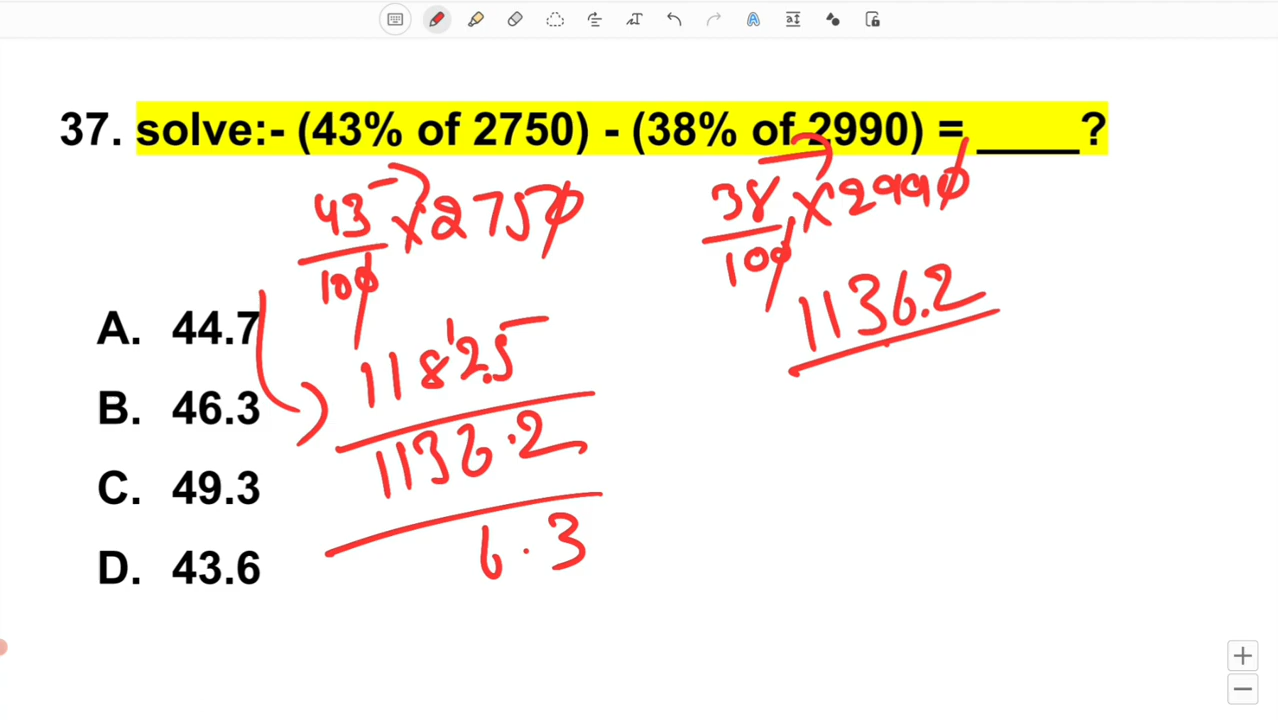 37. solve:- (43% of 2750) - (38% of 2990) = ____?
43/100 × 2750
38/100 × 2990
1136.2
A. 44.7
1182.5
B. 46.3
1136.2
C. 49.3
6.3
D. 43.6